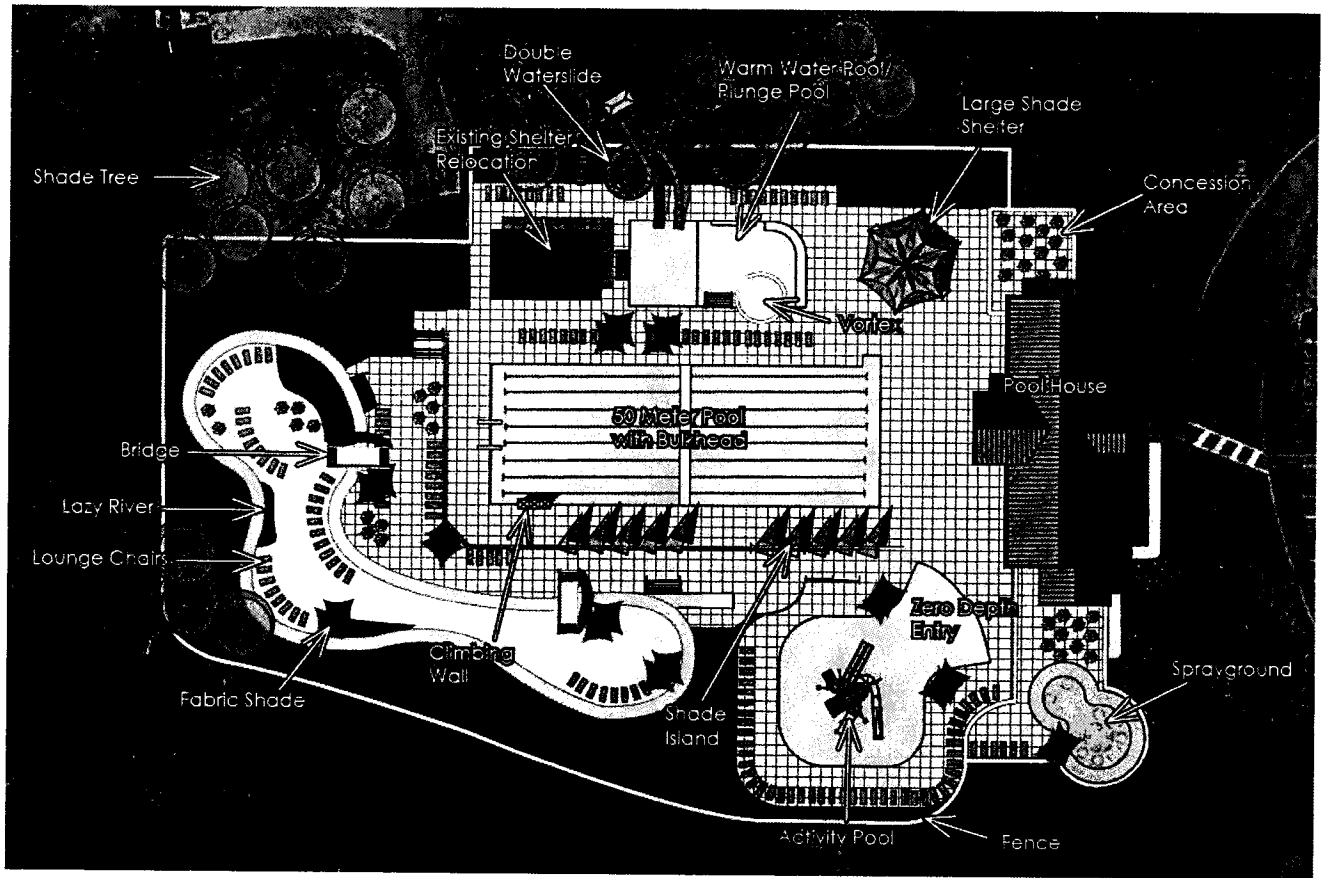 Double
Waterslide
Warm Water Pool/
Plunge Pool
Large Shade
Shelter
Existing Shelter
Relocation
Shade Tree
Concession
Area
Vortex
Pool House
50 Meter Pool
with Bulkhead
Bridge
Lazy River
Lounge Chairs
Zero Depth
Entry
Climbing
Wall
Fabric Shade
Shade
Island
Sprayground
Activity Pool
Fence